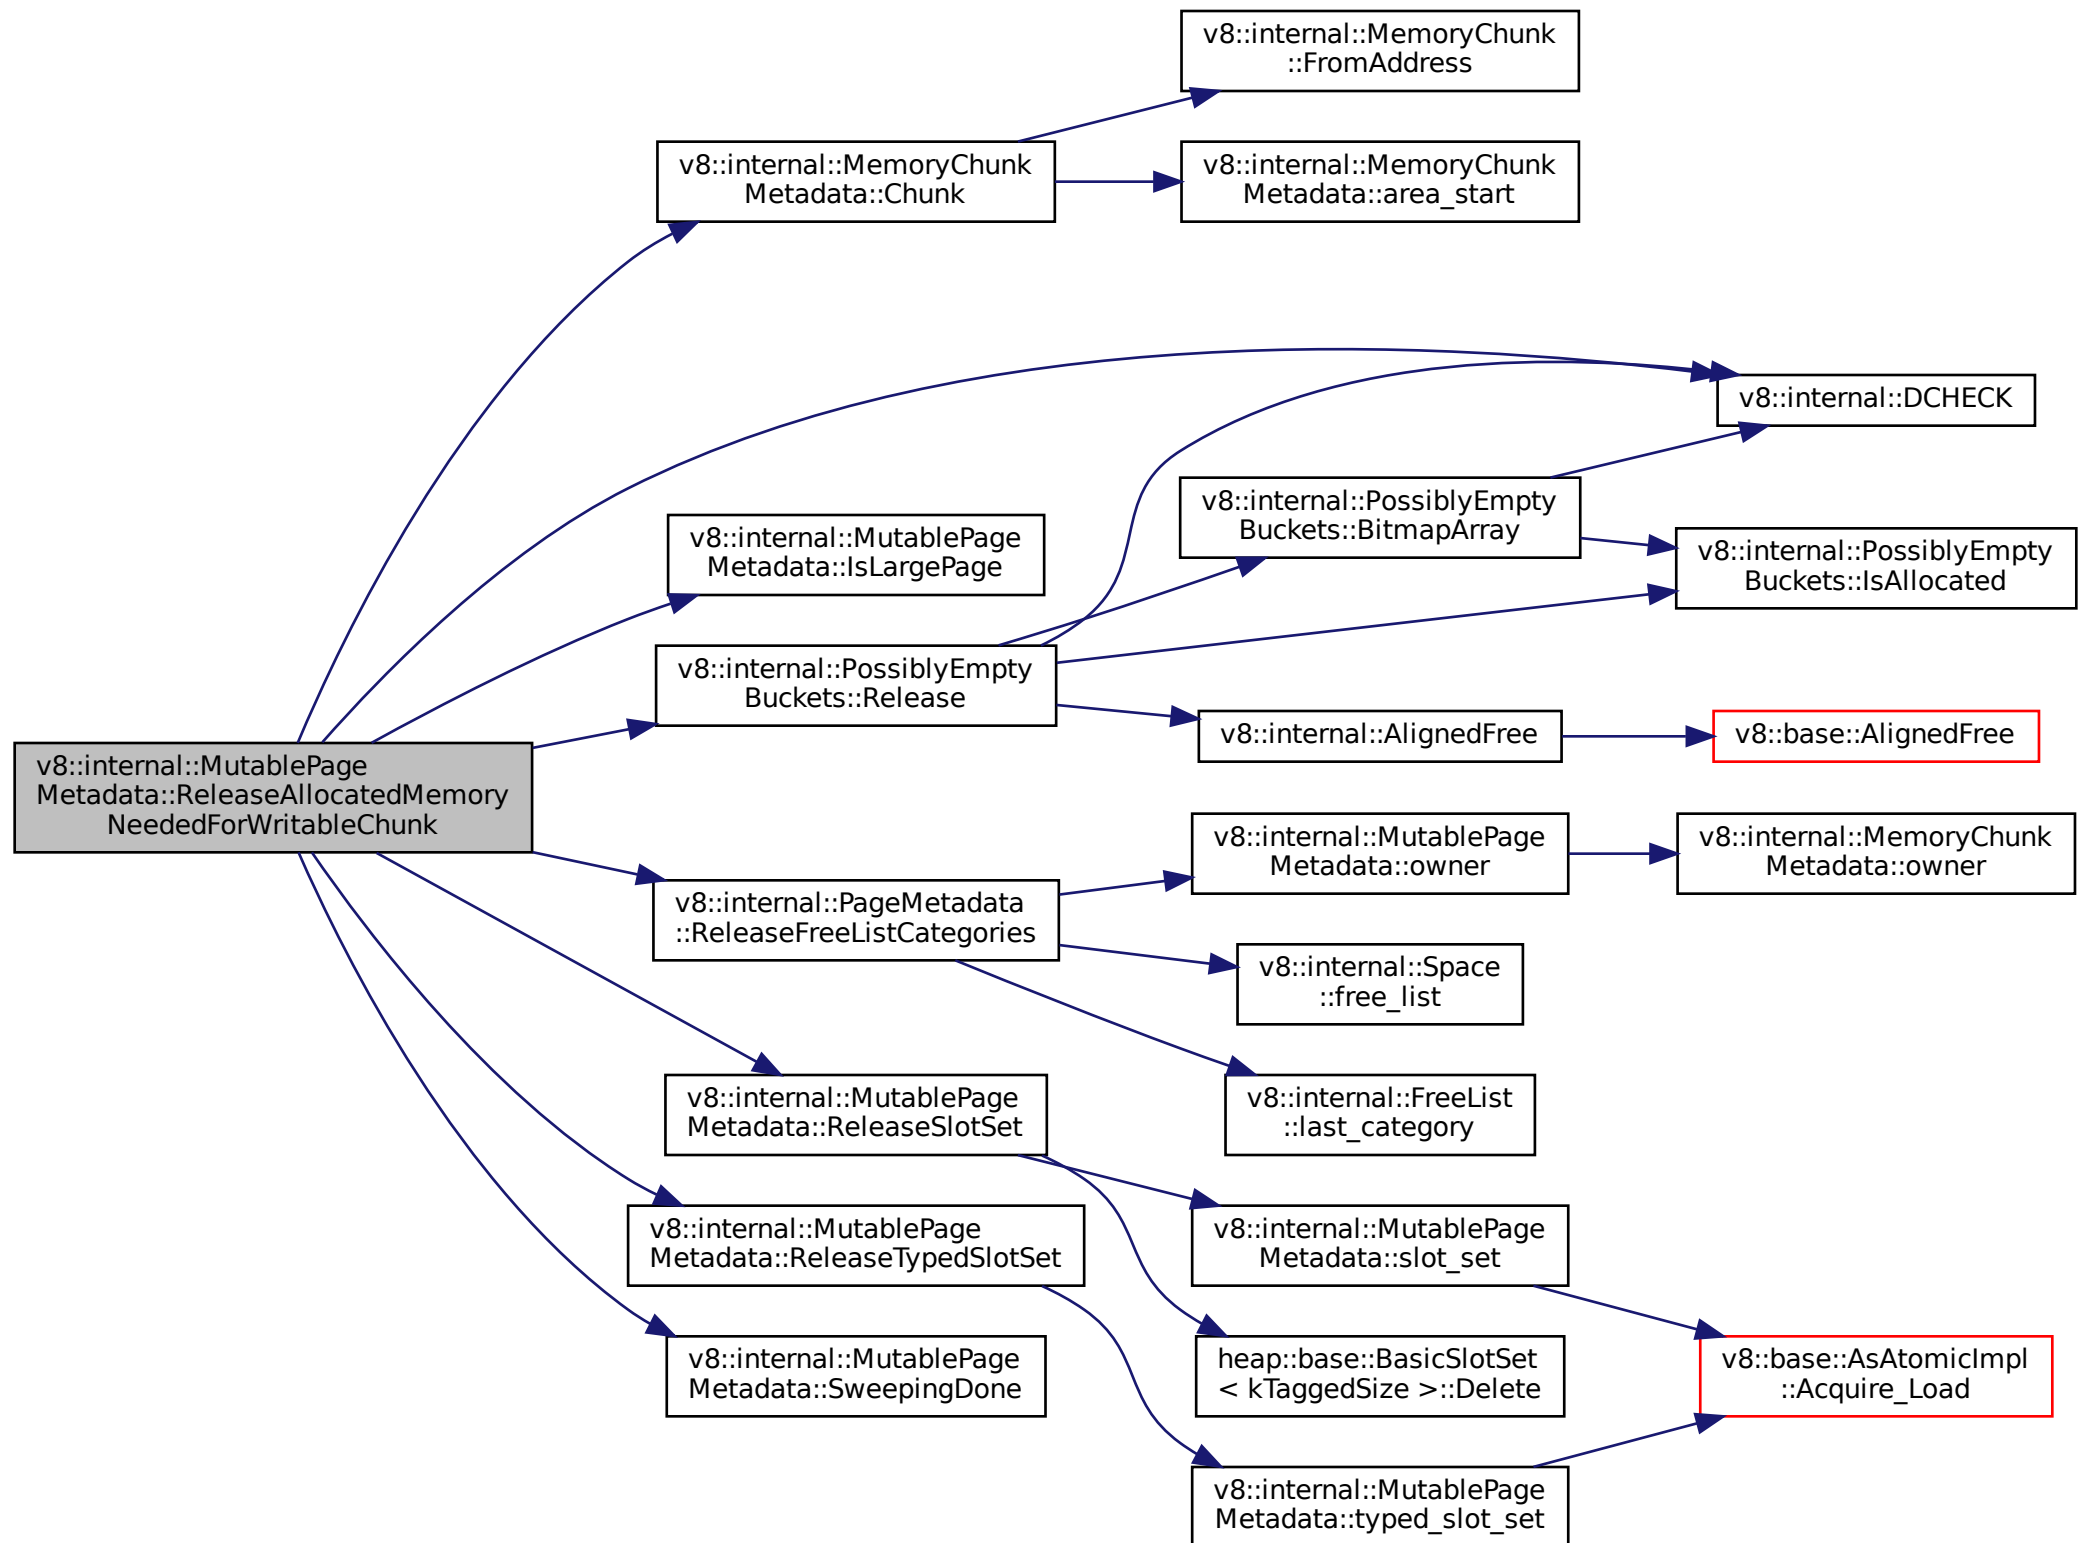 v8::internal::MemoryChunk
::FromAddress
v8::internal::MemoryChunk
Metadata::Chunk
v8::internal::MemoryChunk
Metadata::area_start
v8::internal::DCHECK
v8::internal::PossiblyEmpty
Buckets::BitmapArray
v8::internal::MutablePage
Metadata::IsLargePage
v8::internal::PossiblyEmpty
Buckets::IsAllocated
v8::internal::PossiblyEmpty
Buckets::Release
v8::internal::AlignedFree
v8::base::AlignedFree
v8::internal::MutablePage
Metadata::ReleaseAllocatedMemory
NeededForWritableChunk
v8::internal::MutablePage
Metadata::owner
v8::internal::MemoryChunk
Metadata::owner
v8::internal::PageMetadata
::ReleaseFreeListCategories
v8::internal::Space
::free_list
v8::internal::MutablePage
Metadata::ReleaseSlotSet
v8::internal::FreeList
::last_category
v8::internal::MutablePage
Metadata::ReleaseTypedSlotSet
v8::internal::MutablePage
Metadata::slot_set
v8::internal::MutablePage
Metadata::SweepingDone
heap::base::BasicSlotSet
< kTaggedSize >::Delete
v8::base::AsAtomicImpl
::Acquire_Load
v8::internal::MutablePage
Metadata::typed_slot_set